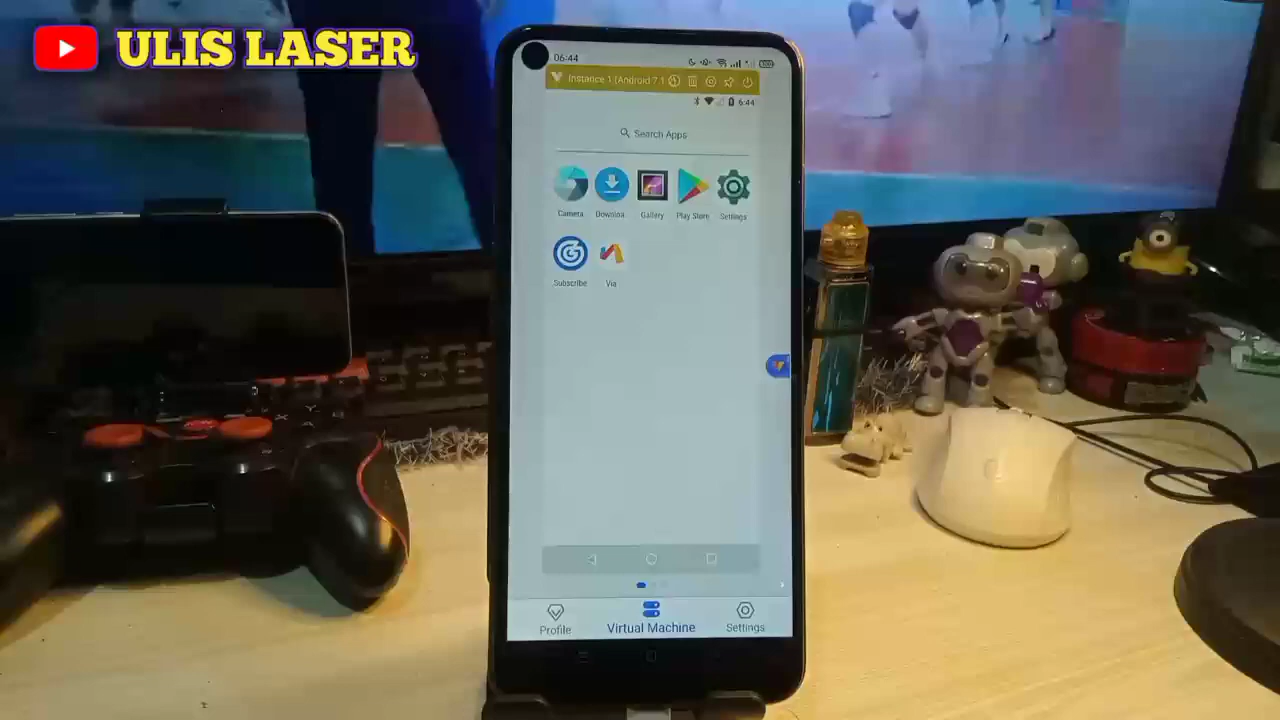 ULIS LASER
06:44
Instance 1 (Android 7.1
6:44
Search Apps
Camera
Downloa
Gallery
Play Store
Settings
Subscribe
Via
Profile
Virtual Machine
Settings